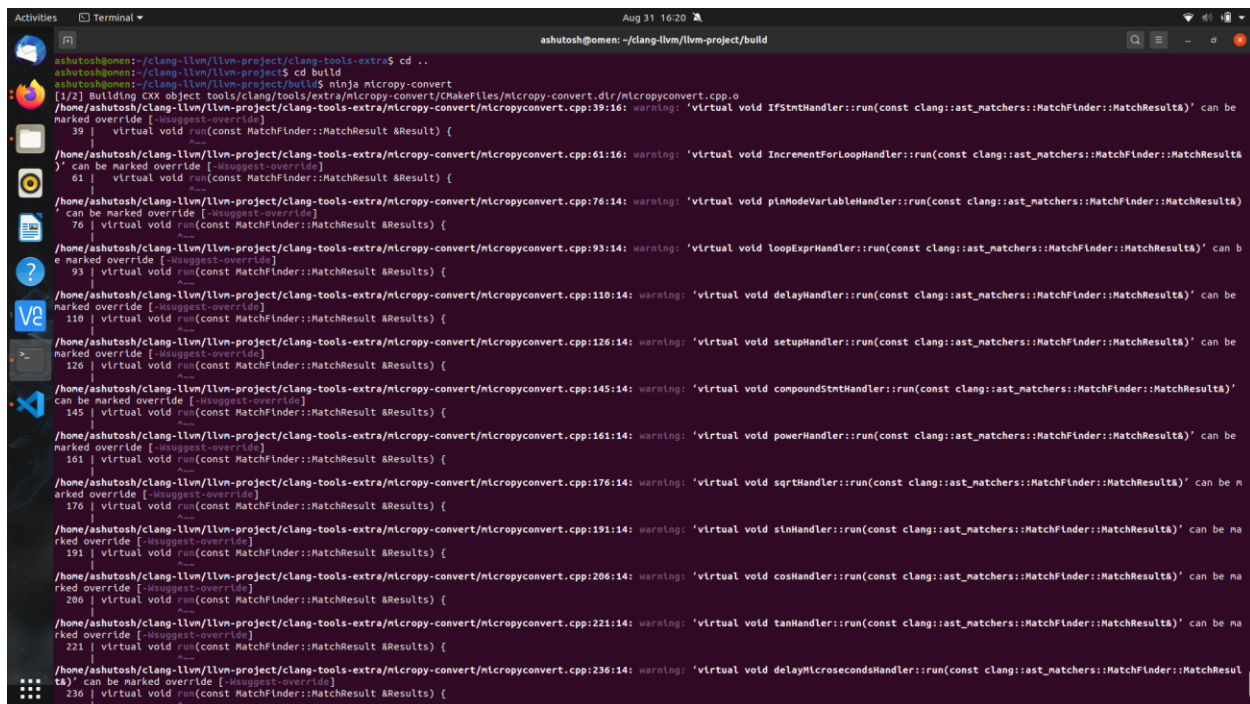 Activities
Terminal
Aug 31 16:20
ashutosh@omen: ~/clang-llvm/llvm-project/build
ashutosh@omen:~/clang-llvm/llvm-project/clang-tools-extra$ cd ..
ashutosh@omen:~/clang-llvm/llvm-project$ cd build
ashutosh@omen:~/clang-llvm/llvm-project/build$ ninja micropy-convert
[1/2] Building CXX object tools/clang/tools/extra/micropy-convert/CMakeFiles/micropy-convert.dir/micropyconvert.cpp.o
/home/ashutosh/clang-llvm/llvm-project/clang-tools-extra/micropy-convert/micropyconvert.cpp:39:16: warning: ‘virtual void IfStmtHandler::run(const clang::ast_matchers::MatchFinder::MatchResult&)’ can be
marked override [-Wsuggest-override]
39 | virtual void run(const MatchFinder::MatchResult &Result) {
| ^~~
/home/ashutosh/clang-llvm/llvm-project/clang-tools-extra/micropy-convert/micropyconvert.cpp:61:16: warning: ‘virtual void IncrementForLoopHandler::run(const clang::ast_matchers::MatchFinder::MatchResult&
)’ can be marked override [-Wsuggest-override]
61 | virtual void run(const MatchFinder::MatchResult &Result) {
| ^~~
/home/ashutosh/clang-llvm/llvm-project/clang-tools-extra/micropy-convert/micropyconvert.cpp:76:14: warning: ‘virtual void pinModeVariableHandler::run(const clang::ast_matchers::MatchFinder::MatchResult&)
’ can be marked override [-Wsuggest-override]
76 | virtual void run(const MatchFinder::MatchResult &Results) {
| ^~~
/home/ashutosh/clang-llvm/llvm-project/clang-tools-extra/micropy-convert/micropyconvert.cpp:93:14: warning: ‘virtual void loopExprHandler::run(const clang::ast_matchers::MatchFinder::MatchResult&)’ can b
e marked override [-Wsuggest-override]
93 | virtual void run(const MatchFinder::MatchResult &Results) {
| ^~~
/home/ashutosh/clang-llvm/llvm-project/clang-tools-extra/micropy-convert/micropyconvert.cpp:110:14: warning: ‘virtual void delayHandler::run(const clang::ast_matchers::MatchFinder::MatchResult&)’ can be
marked override [-Wsuggest-override]
110 | virtual void run(const MatchFinder::MatchResult &Results) {
| ^~~
/home/ashutosh/clang-llvm/llvm-project/clang-tools-extra/micropy-convert/micropyconvert.cpp:126:14: warning: ‘virtual void setupHandler::run(const clang::ast_matchers::MatchFinder::MatchResult&)’ can be
marked override [-Wsuggest-override]
126 | virtual void run(const MatchFinder::MatchResult &Results) {
| ^~~
/home/ashutosh/clang-llvm/llvm-project/clang-tools-extra/micropy-convert/micropyconvert.cpp:145:14: warning: ‘virtual void compoundStmtHandler::run(const clang::ast_matchers::MatchFinder::MatchResult&)’
can be marked override [-Wsuggest-override]
145 | virtual void run(const MatchFinder::MatchResult &Results) {
| ^~~
/home/ashutosh/clang-llvm/llvm-project/clang-tools-extra/micropy-convert/micropyconvert.cpp:161:14: warning: ‘virtual void powerHandler::run(const clang::ast_matchers::MatchFinder::MatchResult&)’ can be
marked override [-Wsuggest-override]
161 | virtual void run(const MatchFinder::MatchResult &Results) {
| ^~~
/home/ashutosh/clang-llvm/llvm-project/clang-tools-extra/micropy-convert/micropyconvert.cpp:176:14: warning: ‘virtual void sqrtHandler::run(const clang::ast_matchers::MatchFinder::MatchResult&)’ can be m
arked override [-Wsuggest-override]
176 | virtual void run(const MatchFinder::MatchResult &Results) {
| ^~~
/home/ashutosh/clang-llvm/llvm-project/clang-tools-extra/micropy-convert/micropyconvert.cpp:191:14: warning: ‘virtual void sinHandler::run(const clang::ast_matchers::MatchFinder::MatchResult&)’ can be ma
rked override [-Wsuggest-override]
191 | virtual void run(const MatchFinder::MatchResult &Results) {
| ^~~
/home/ashutosh/clang-llvm/llvm-project/clang-tools-extra/micropy-convert/micropyconvert.cpp:206:14: warning: ‘virtual void cosHandler::run(const clang::ast_matchers::MatchFinder::MatchResult&)’ can be ma
rked override [-Wsuggest-override]
206 | virtual void run(const MatchFinder::MatchResult &Results) {
| ^~~
/home/ashutosh/clang-llvm/llvm-project/clang-tools-extra/micropy-convert/micropyconvert.cpp:221:14: warning: ‘virtual void tanHandler::run(const clang::ast_matchers::MatchFinder::MatchResult&)’ can be ma
rked override [-Wsuggest-override]
221 | virtual void run(const MatchFinder::MatchResult &Results) {
| ^~~
/home/ashutosh/clang-llvm/llvm-project/clang-tools-extra/micropy-convert/micropyconvert.cpp:236:14: warning: ‘virtual void delayMicrosecondsHandler::run(const clang::ast_matchers::MatchFinder::MatchResul
t&)’ can be marked override [-Wsuggest-override]
236 | virtual void run(const MatchFinder::MatchResult &Results) {